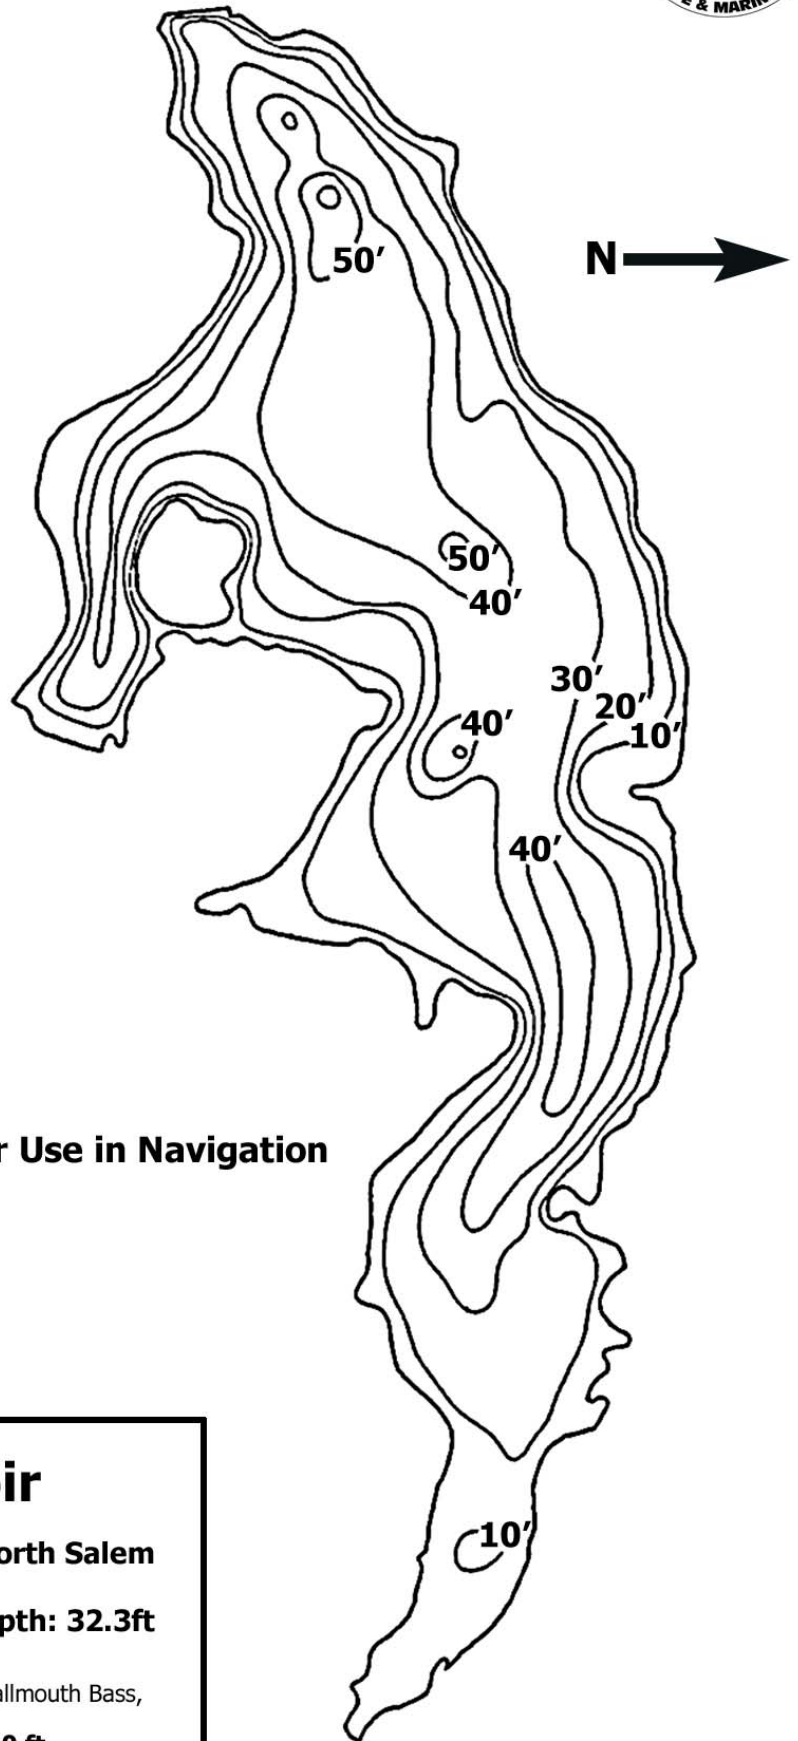 & MARIN
N
50'
50'
40'
30'
20'
10'
40'
40'
r Use in Navigation
ir
orth Salem
pth: 32.3ft
allmouth Bass,
10'